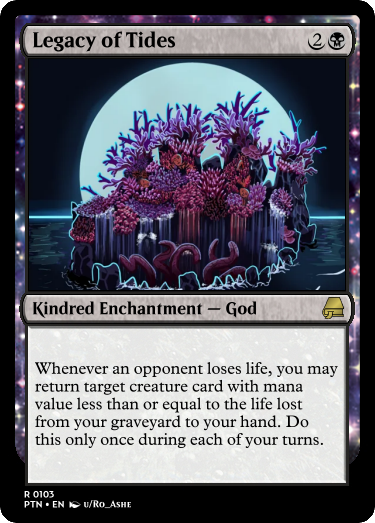 Legacy of Tides 2
Kindred Enchantment — God
Whenever an opponent loses life, you may
return target creature card with mana
value less than or equal to the life lost
from your graveyard to your hand. Do
this only once during each of your turns.
R 0103
PTN • EN u/Ro_Ashe